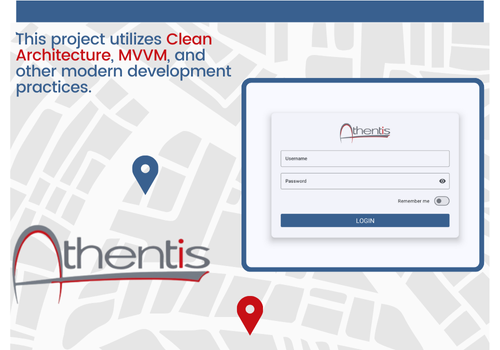 This project utilizes Clean
Architecture, MVVM, and
other modern development
practices.
Athentis
Username
Password
Remember me
LOGIN
Athentis